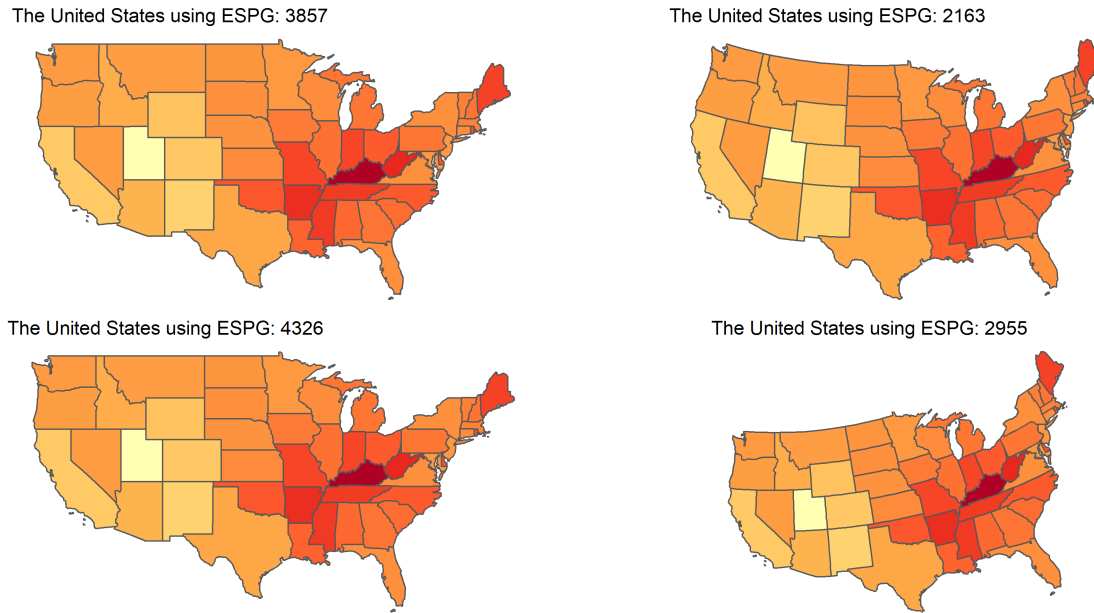 The United States using ESPG: 3857
The United States using ESPG: 2163
The United States using ESPG: 4326
The United States using ESPG: 2955